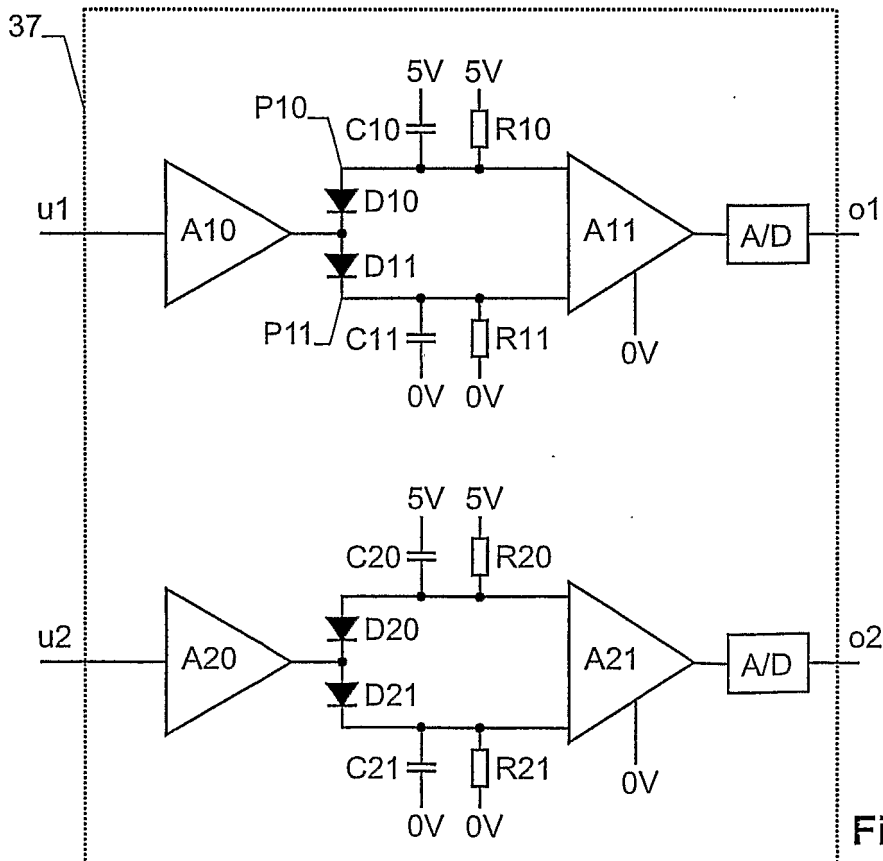 37
5V 5V
P10 C10 R10
u1 A10 D10 A11 A/D o1
D11
P11 C11 R11 0V
0V 0V
5V 5V
C20 R20
u2 A20 D20 A21 A/D o2
D21
C21 R21 0V
0V 0V
Fi